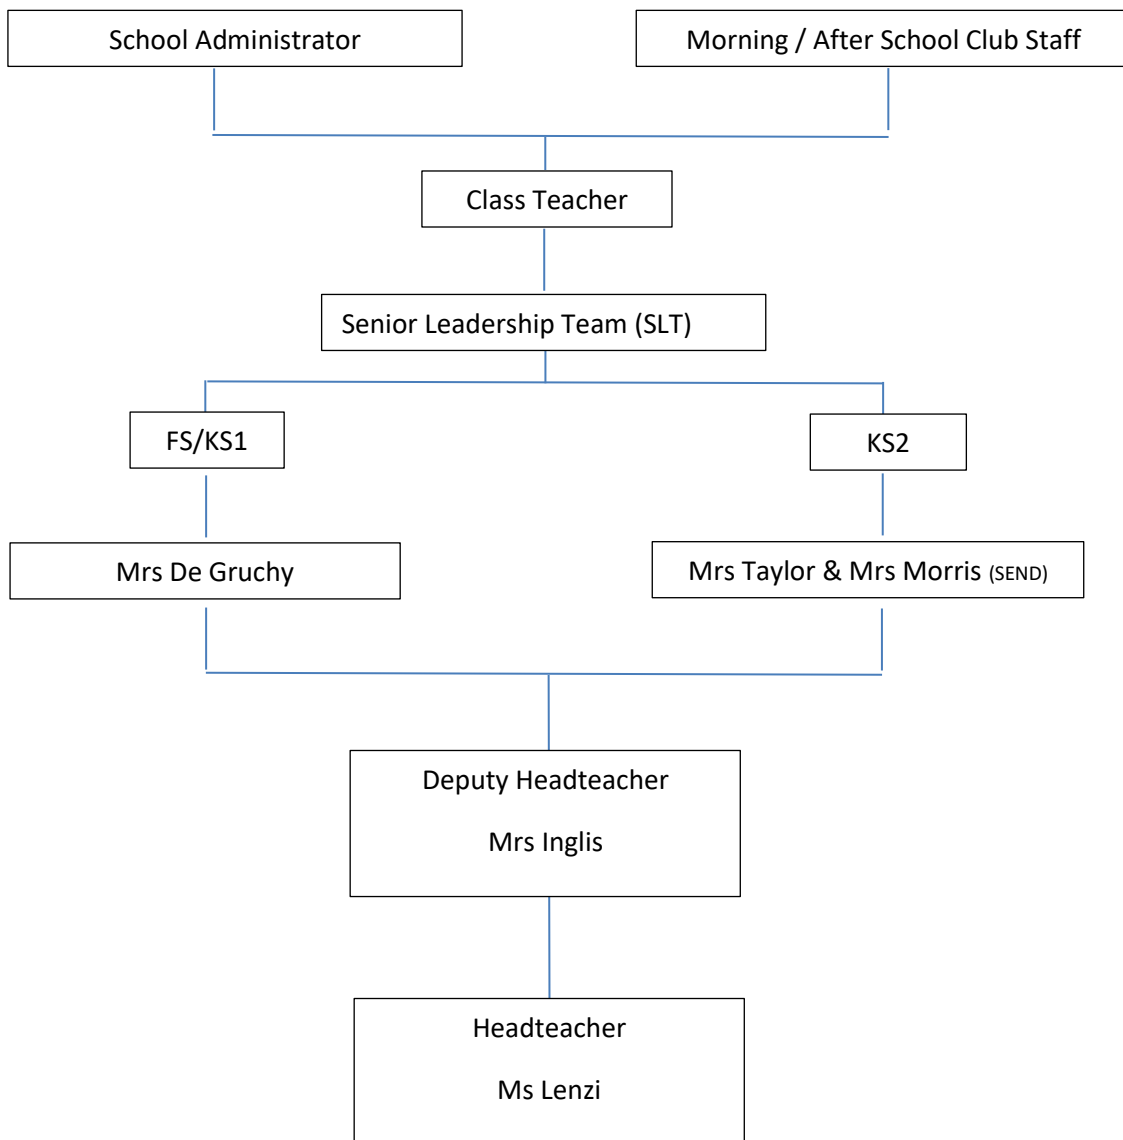 School Administrator
Morning / After School Club Staff
Class Teacher
Senior Leadership Team (SLT)
FS/KS1
KS2
Mrs De Gruchy
Mrs Taylor & Mrs Morris (SEND)
Deputy Headteacher
Mrs Inglis
Headteacher
Ms Lenzi